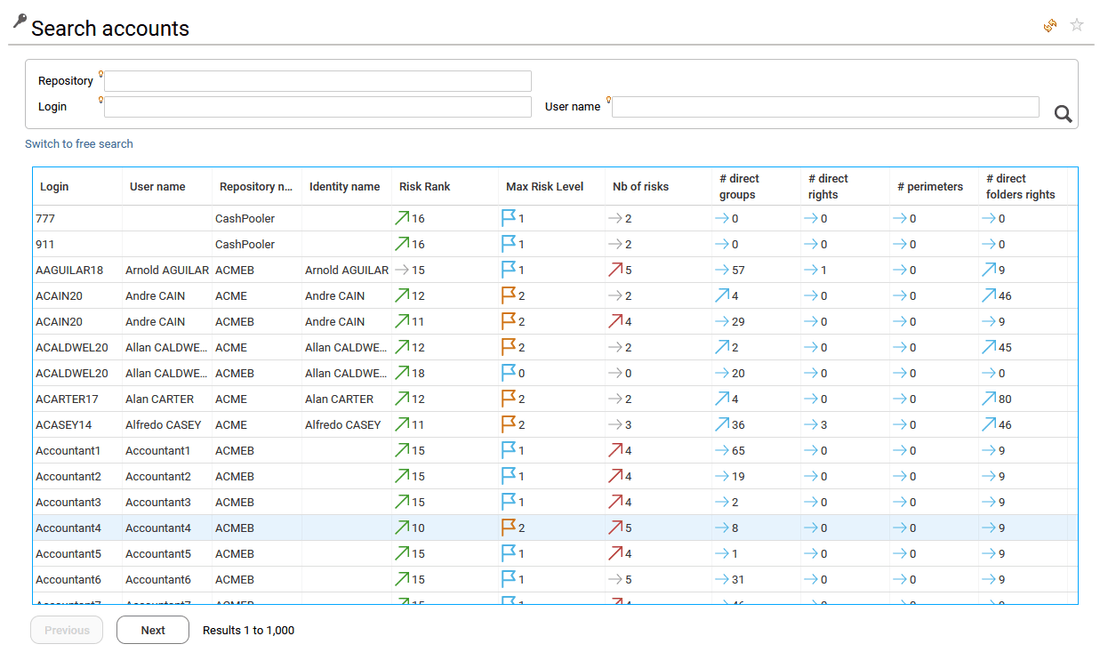 Search accounts
Repository
Login User name
Switch to free search
Login User name Repository n... Identity name Risk Rank Max Risk Level Nb of risks # direct groups # direct rights # perimeters # direct folders rights
777 CashPooler 16 1 2 0 0 0 0
911 CashPooler 16 1 2 0 0 0 0
AAGUILAR18 Arnold AGUILAR ACMEB Arnold AGUILAR 15 1 5 57 1 0 9
ACAIN20 Andre CAIN ACME Andre CAIN 12 2 2 4 0 0 46
ACAIN20 Andre CAIN ACMEB Andre CAIN 11 2 4 29 0 0 9
ACALDWEL20 Allan CALDWE... ACME Allan CALDWE... 12 2 2 2 0 0 45
ACALDWEL20 Allan CALDWE... ACMEB Allan CALDWE... 18 0 0 20 0 0 0
ACARTER17 Alan CARTER ACME Alan CARTER 12 2 2 4 0 0 80
ACASEY14 Alfredo CASEY ACME Alfredo CASEY 11 2 3 36 3 0 46
Accountant1 Accountant1 ACMEB 15 1 4 65 0 0 9
Accountant2 Accountant2 ACMEB 15 1 4 19 0 0 9
Accountant3 Accountant3 ACMEB 15 1 4 2 0 0 9
Accountant4 Accountant4 ACMEB 10 2 5 8 0 0 9
Accountant5 Accountant5 ACMEB 15 1 4 1 0 0 9
Accountant6 Accountant6 ACMEB 15 1 5 31 0 0 9
Previous Next Results 1 to 1,000